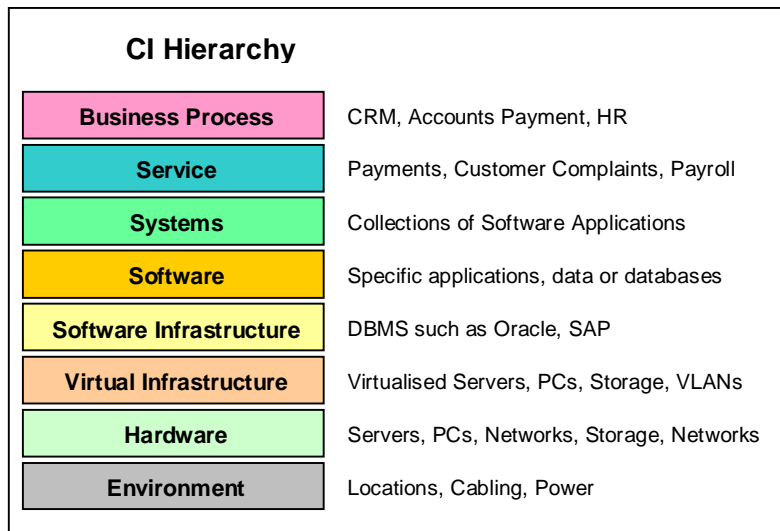 CI Hierarchy
Business Process CRM, Accounts Payment, HR
Service Payments, Customer Complaints, Payroll
Systems Collections of Software Applications
Software Specific applications, data or databases
Software Infrastructure DBMS such as Oracle, SAP
Virtual Infrastructure Virtualised Servers, PCs, Storage, VLANs
Hardware Servers, PCs, Networks, Storage, Networks
Environment Locations, Cabling, Power